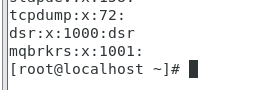 tcpdump:x:72:
dsr:x:1000:dsr
mqbrkrs:x:1001:
[root@localhost ~]#